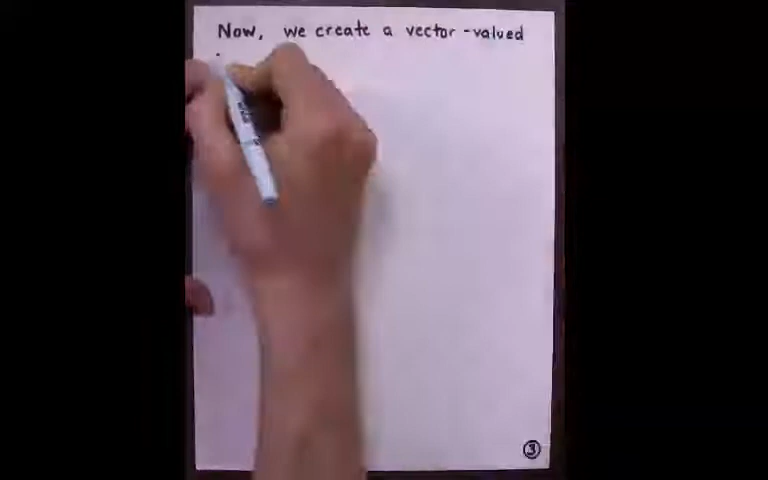 Now, we create a vector-valued
③